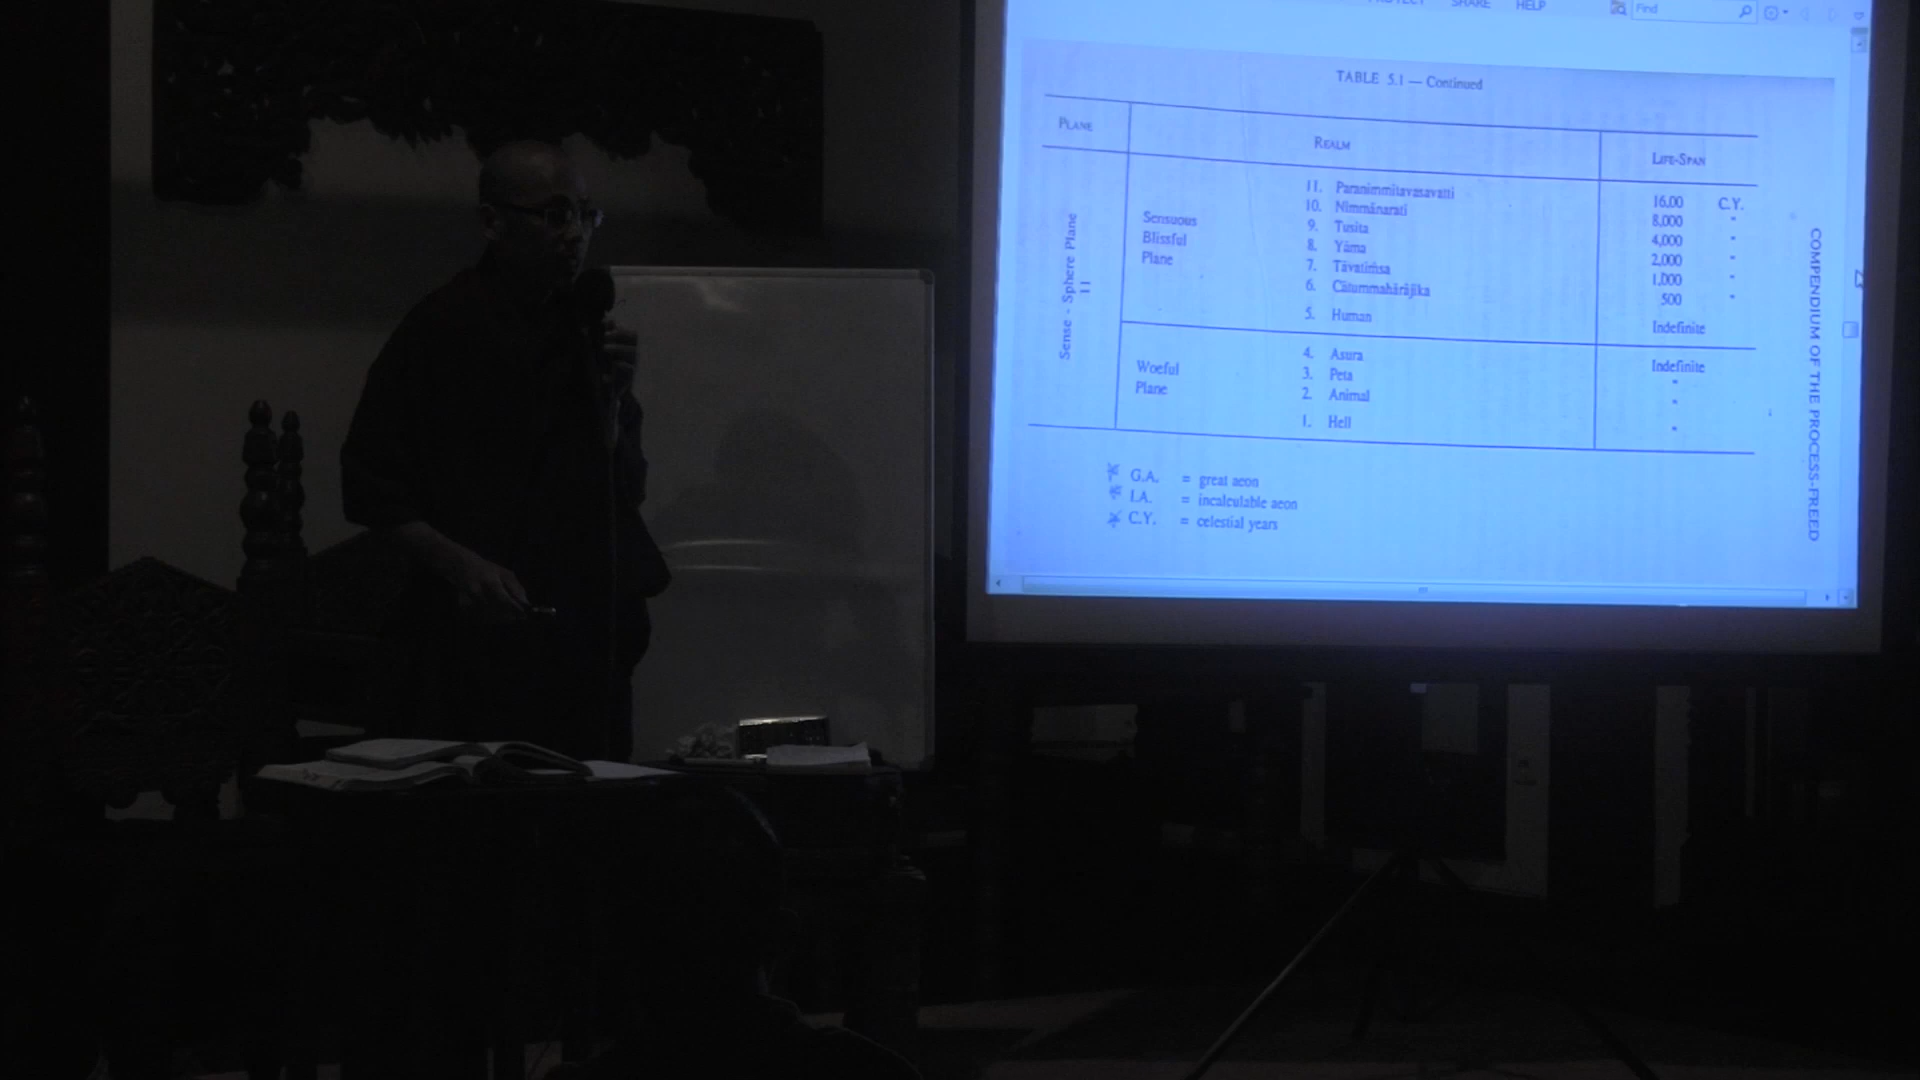 PROTECT SHARE HELP Find
TABLE 5.1 — Continued
PLANE REALM LIFE-SPAN
11. Paranimmitavasavatti 16,00 C.Y.
10. Nimmānarati 8,000 "
Sensuous 9. Tusita 4,000 "
Blissful 8. Yāma 2,000 "
Plane 7. Tāvatiṁsa 1,000 "
6. Cātummahārājika 500 "
5. Human Indefinite
Sense - Sphere Plane
11
4. Asura Indefinite
Woeful 3. Peta "
Plane 2. Animal "
1. Hell "
G.A. = great aeon
I.A. = incalculable aeon
C.Y. = celestial years
COMPENDIUM OF THE PROCESS-FREED